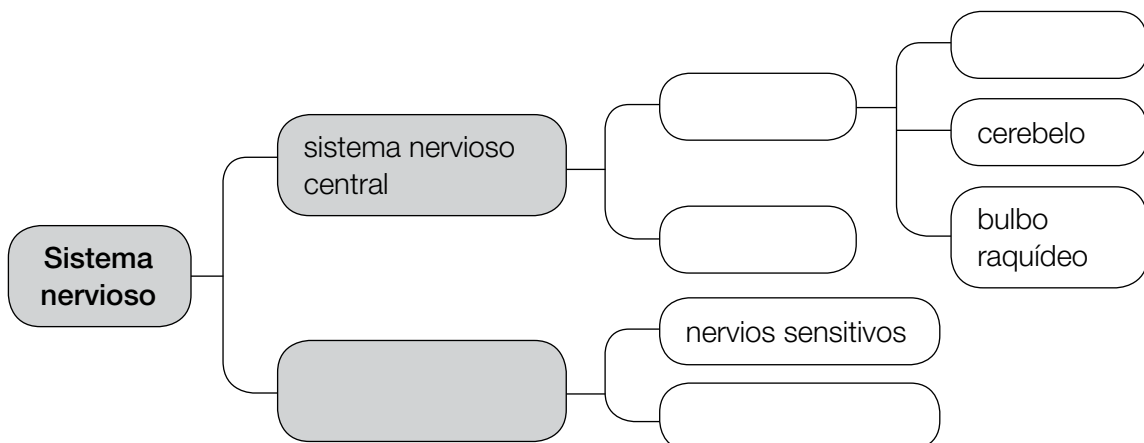 sistema nervioso
central
cerebelo
bulbo
raquídeo
Sistema
nervioso
nervios sensitivos